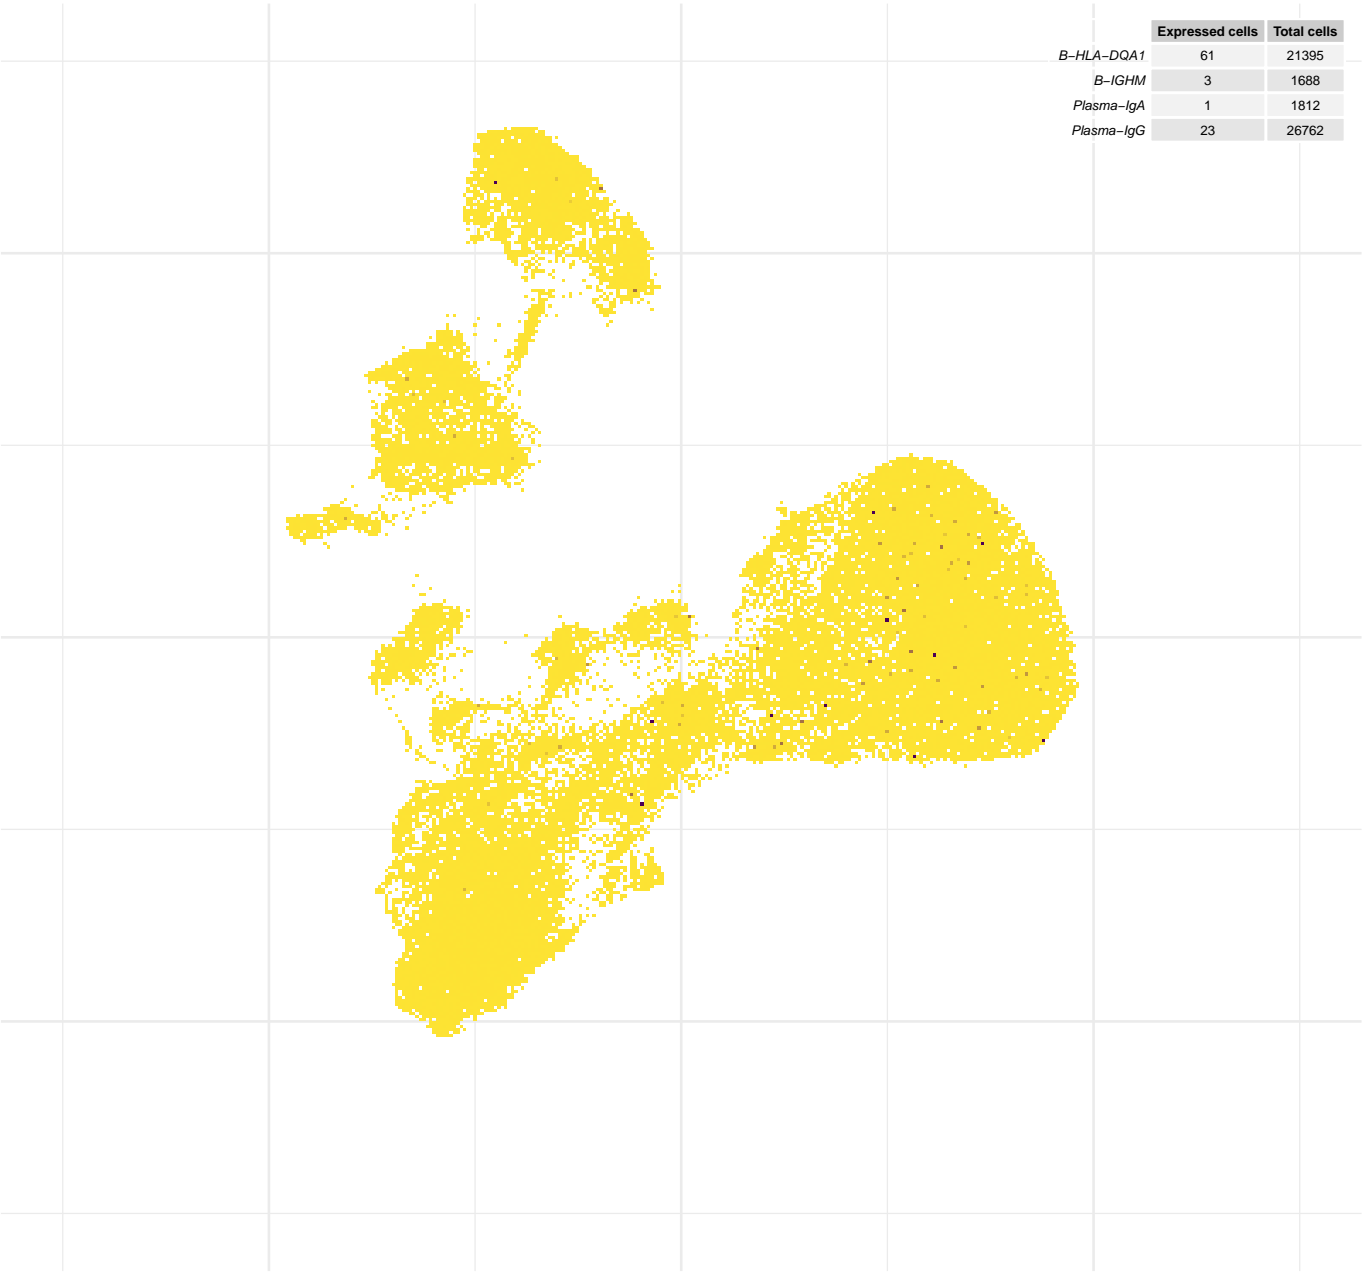 Expressed cells Total cells
B−HLA−DQA1 61 21395
B−IGHM 3 1688
Plasma−IgA 1 1812
Plasma−IgG 23 26762